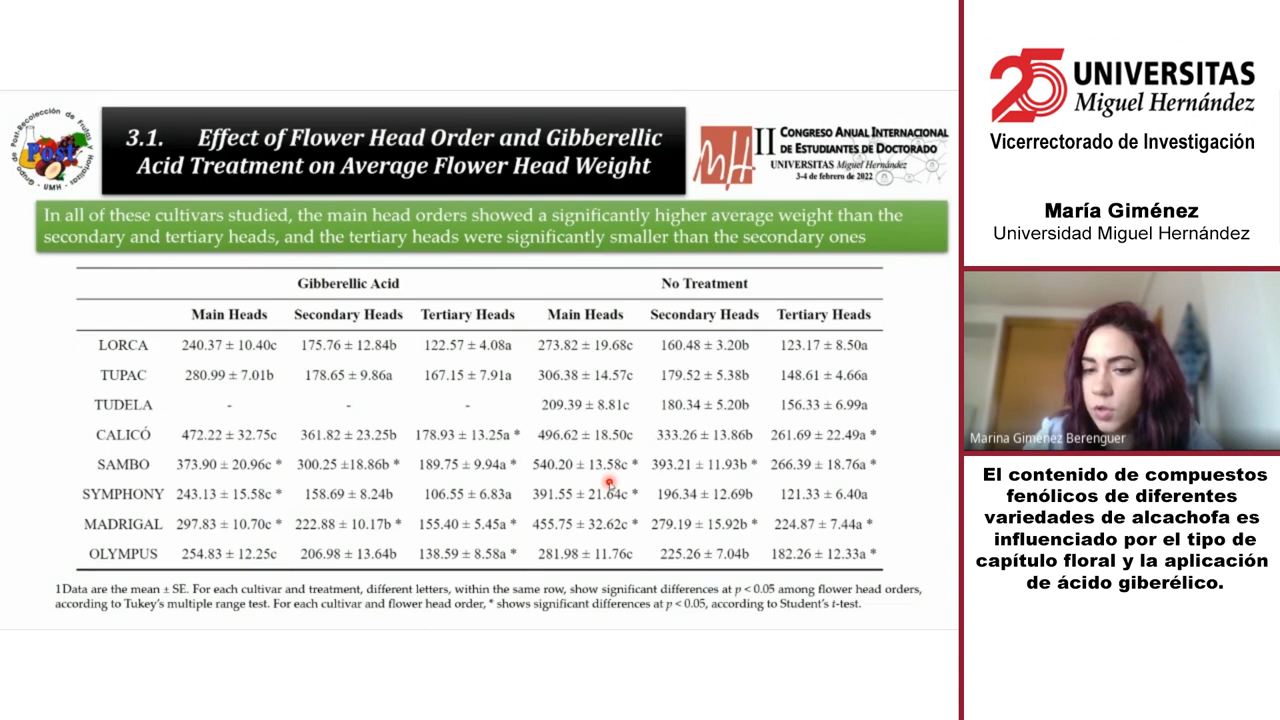 Grupo de Post-Recolección de Frutas y Hortalizas - UMH -
Post
3.1. Effect of Flower Head Order and Gibberellic
Acid Treatment on Average Flower Head Weight
II CONGRESO ANUAL INTERNACIONAL
DE ESTUDIANTES DE DOCTORADO
UNIVERSITAS Miguel Hernández
3-4 de febrero de 2022
In all of these cultivars studied, the main head orders showed a significantly higher average weight than the
secondary and tertiary heads, and the tertiary heads were significantly smaller than the secondary ones
Gibberellic Acid No Treatment
Main Heads Secondary Heads Tertiary Heads Main Heads Secondary Heads Tertiary Heads
LORCA 240.37 ± 10.40c 175.76 ± 12.84b 122.57 ± 4.08a 273.82 ± 19.68c 160.48 ± 3.20b 123.17 ± 8.50a
TUPAC 280.99 ± 7.01b 178.65 ± 9.86a 167.15 ± 7.91a 306.38 ± 14.57c 179.52 ± 5.38b 148.61 ± 4.66a
TUDELA - - - 209.39 ± 8.81c 180.34 ± 5.20b 156.33 ± 6.99a
CALICÓ 472.22 ± 32.75c 361.82 ± 23.25b 178.93 ± 13.25a * 496.62 ± 18.50c 333.26 ± 13.86b 261.69 ± 22.49a *
SAMBO 373.90 ± 20.96c * 300.25 ±18.86b * 189.75 ± 9.94a * 540.20 ± 13.58c * 393.21 ± 11.93b * 266.39 ± 18.76a *
SYMPHONY 243.13 ± 15.58c * 158.69 ± 8.24b 106.55 ± 6.83a 391.55 ± 21.64c * 196.34 ± 12.69b 121.33 ± 6.40a
MADRIGAL 297.83 ± 10.70c * 222.88 ± 10.17b * 155.40 ± 5.45a * 455.75 ± 32.62c * 279.19 ± 15.92b * 224.87 ± 7.44a *
OLYMPUS 254.83 ± 12.25c 206.98 ± 13.64b 138.59 ± 8.58a * 281.98 ± 11.76c 225.26 ± 7.04b 182.26 ± 12.33a *
1Data are the mean ± SE. For each cultivar and treatment, different letters, within the same row, show significant differences at p < 0.05 among flower head orders,
according to Tukey's multiple range test. For each cultivar and flower head order, * shows significant differences at p < 0.05, according to Student's t-test.
25 UNIVERSITAS
Miguel Hernández
Vicerrectorado de Investigación
María Giménez
Universidad Miguel Hernández
Marina Giménez Berenguer
El contenido de compuestos
fenólicos de diferentes
variedades de alcachofa es
influenciado por el tipo de
capítulo floral y la aplicación
de ácido giberélico.